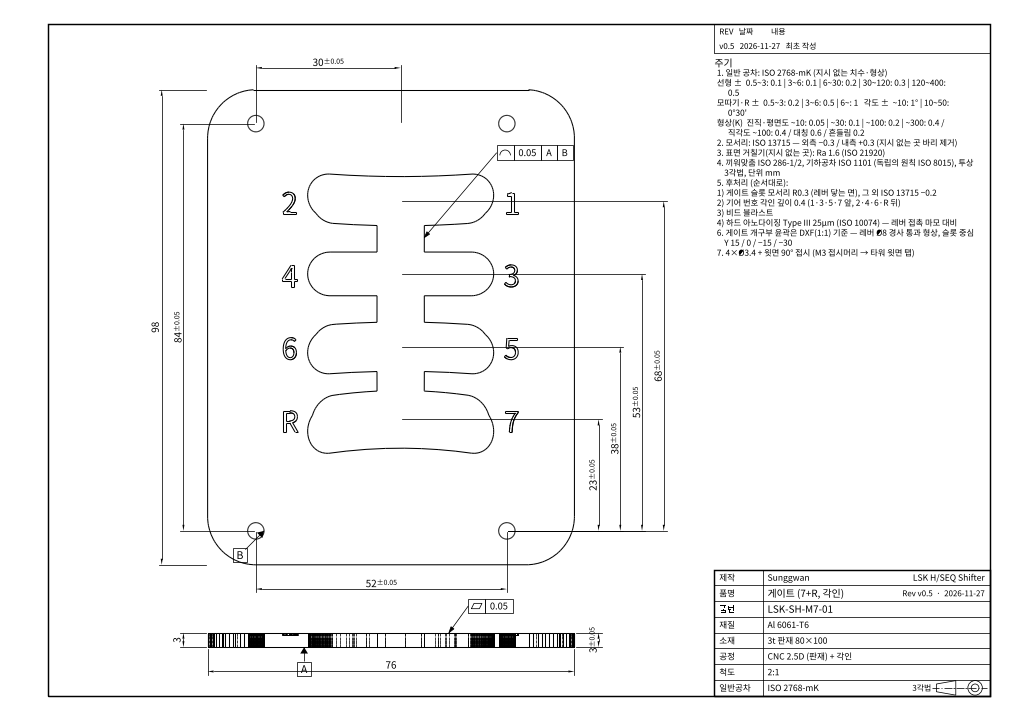 REV 날짜 내용
v0.5 2026-11-27 최초 작성
주기
1. 일반 공차: ISO 2768-mK (지시 없는 치수·형상)
선형 ± 0.5~3: 0.1 | 3~6: 0.1 | 6~30: 0.2 | 30~120: 0.3 | 120~400:
0.5
모따기·R ± 0.5~3: 0.2 | 3~6: 0.5 | 6~: 1 각도 ± ~10: 1° | 10~50:
0°30'
형상(K) 진직·평면도 ~10: 0.05 | ~30: 0.1 | ~100: 0.2 | ~300: 0.4 /
직각도 ~100: 0.4 / 대칭 0.6 / 흔들림 0.2
2. 모서리: ISO 13715 — 외측 −0.3 / 내측 +0.3 (지시 없는 곳 바리 제거)
3. 표면 거칠기(지시 없는 곳): Ra 1.6 (ISO 21920)
4. 끼워맞춤 ISO 286-1/2, 기하공차 ISO 1101 (독립의 원칙 ISO 8015), 투상
3각법, 단위 mm
5. 후처리 (순서대로):
1) 게이트 슬롯 모서리 R0.3 (레버 닿는 면), 그 외 ISO 13715 −0.2
2) 기어 번호 각인 깊이 0.4 (1·3·5·7 앞, 2·4·6·R 뒤)
3) 비드 블라스트
4) 하드 아노다이징 Type III 25μm (ISO 10074) — 레버 접촉 마모 대비
6. 게이트 개구부 윤곽은 DXF(1:1) 기준 — 레버 Ø8 경사 통과 형상, 슬롯 중심
Y 15 / 0 / −15 / −30
7. 4×Ø3.4 + 윗면 90° 접시 (M3 접시머리 → 타워 윗면 탭)
30±0.05
0.05 A B
2 1
4 3
6 5
R 7
98
84±0.05
68±0.05
53±0.05
38±0.05
23±0.05
B
52±0.05
0.05
3
3±0.05
A
76
제작 Sunggwan LSK H/SEQ Shifter
품명 게이트 (7+R, 각인) Rev v0.5 · 2026-11-27
품번 LSK-SH-M7-01
재질 Al 6061-T6
소재 3t 판재 80×100
공정 CNC 2.5D (판재) + 각인
척도 2:1
일반공차 ISO 2768-mK 3각법